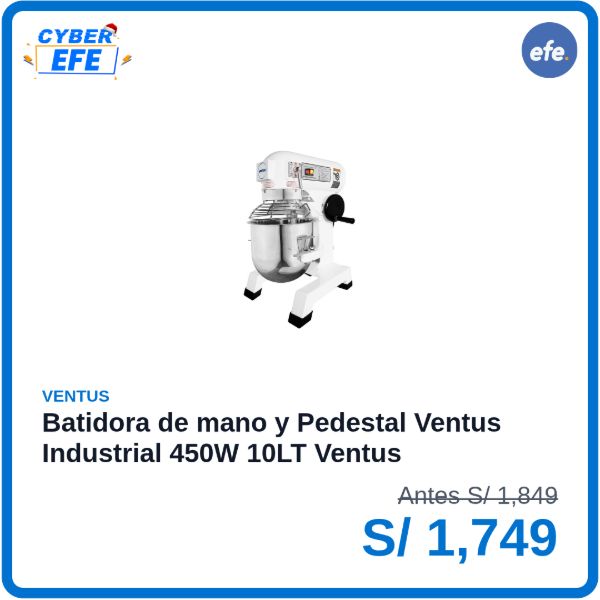 CYBER
EFE
efe.
VENTUS
Batidora de mano y Pedestal Ventus
Industrial 450W 10LT Ventus
Antes S/ 1,849
S/ 1,749